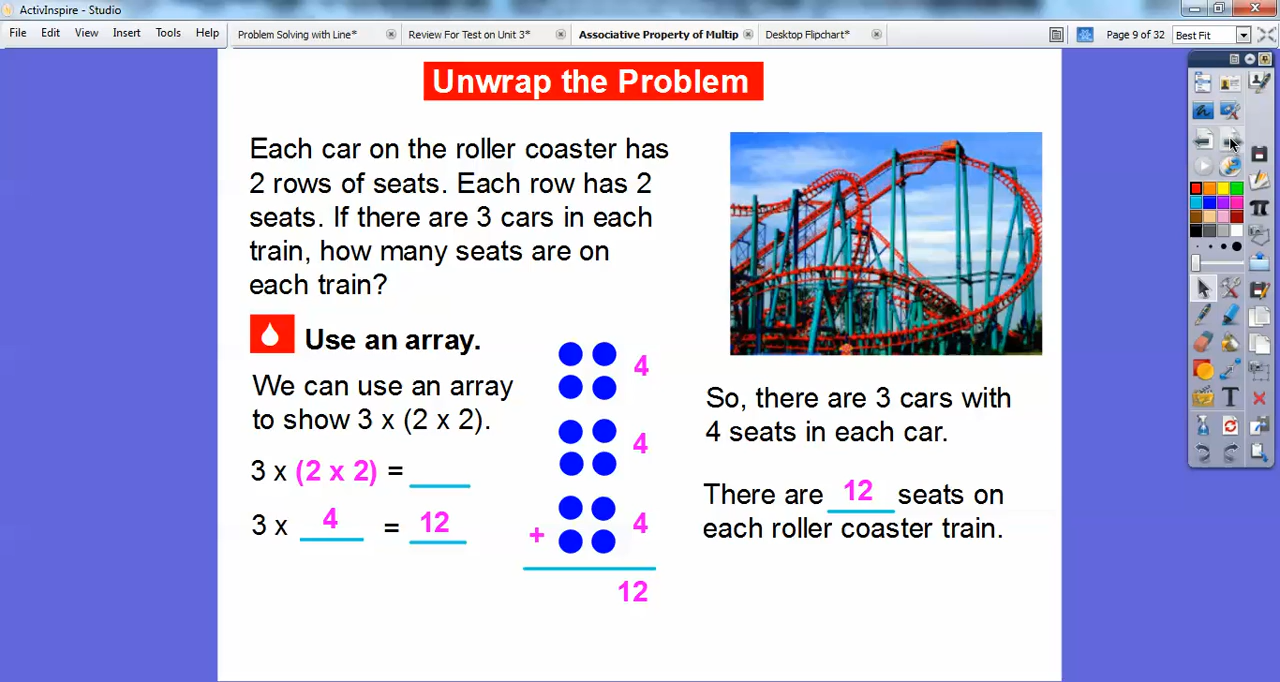 ActivInspire - Studio
File Edit View Insert Tools Help
Problem Solving with Line*
Review For Test on Unit 3*
Associative Property of Multip
Desktop Flipchart*
Page 9 of 32
Best Fit
Unwrap the Problem
Each car on the roller coaster has
2 rows of seats. Each row has 2
seats. If there are 3 cars in each
train, how many seats are on
each train?
Use an array.
We can use an array
to show 3 x (2 x 2).
3 x (2 x 2) = ____
3 x 4 = 12
4
4
+ 4
12
So, there are 3 cars with
4 seats in each car.
There are 12 seats on
each roller coaster train.